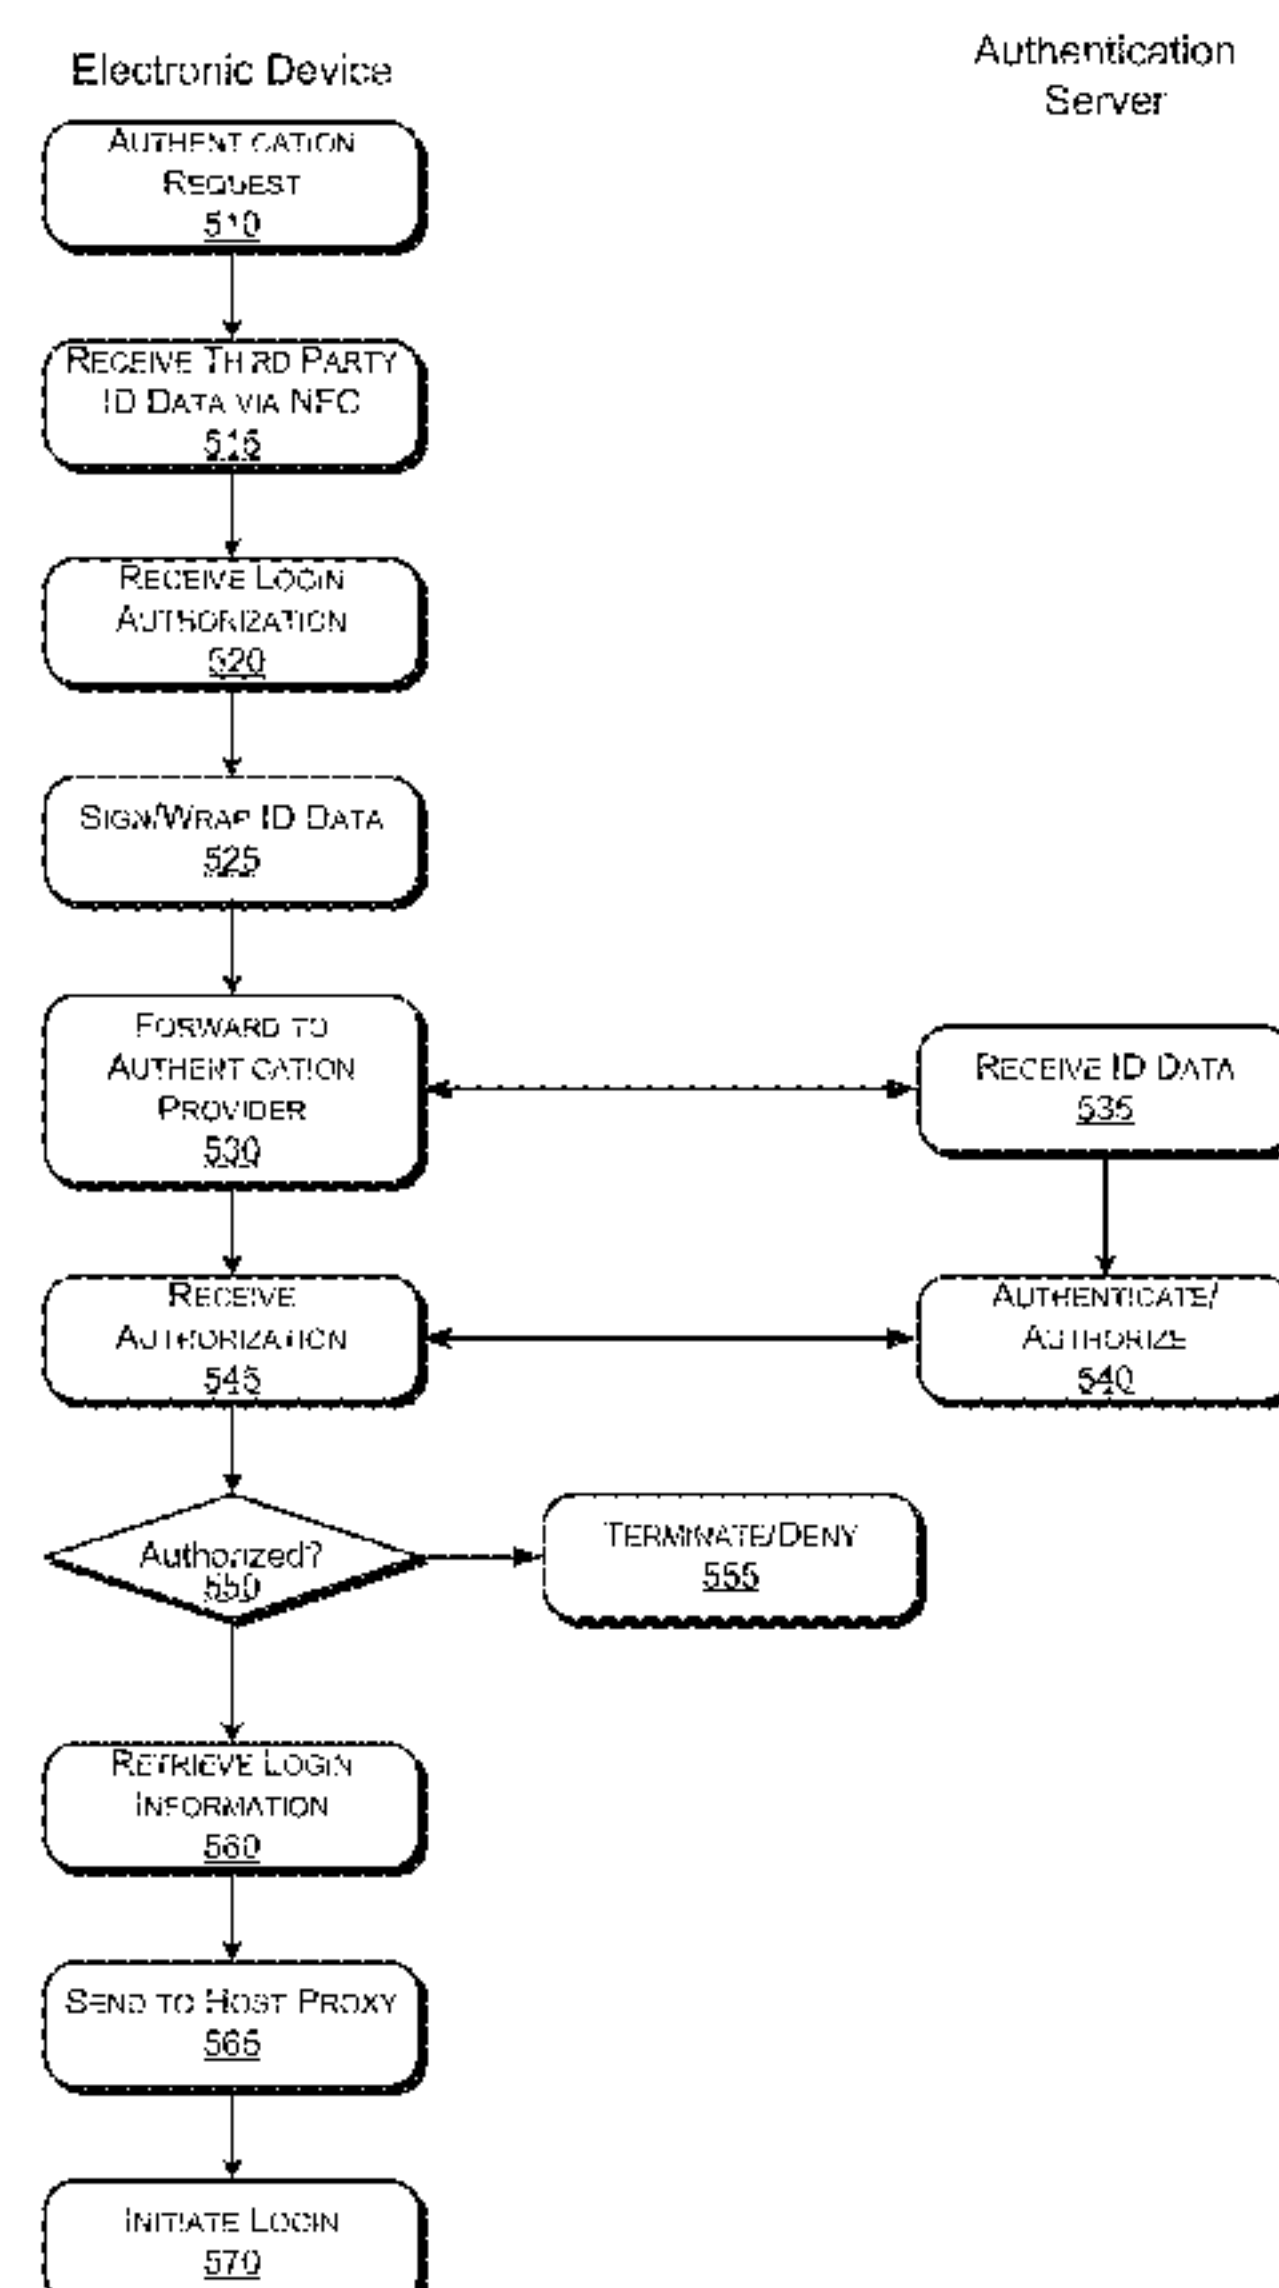 Electronic Device
Authentication
Server
AUTHENTICATION
REQUEST
510
RECEIVE THIRD PARTY
ID DATA VIA NFC
515
RECEIVE LOGIN
AUTHORIZATION
520
SIGN/WRAP ID DATA
525
FORWARD TO
AUTHENTICATION
PROVIDER
530
RECEIVE ID DATA
535
RECEIVE
AUTHORIZATION
545
AUTHENTICATE/
AUTHORIZE
540
Authorized?
550
TERMINATE/DENY
555
RETRIEVE LOGIN
INFORMATION
560
SEND TO HOST PROXY
565
INITIATE LOGIN
570